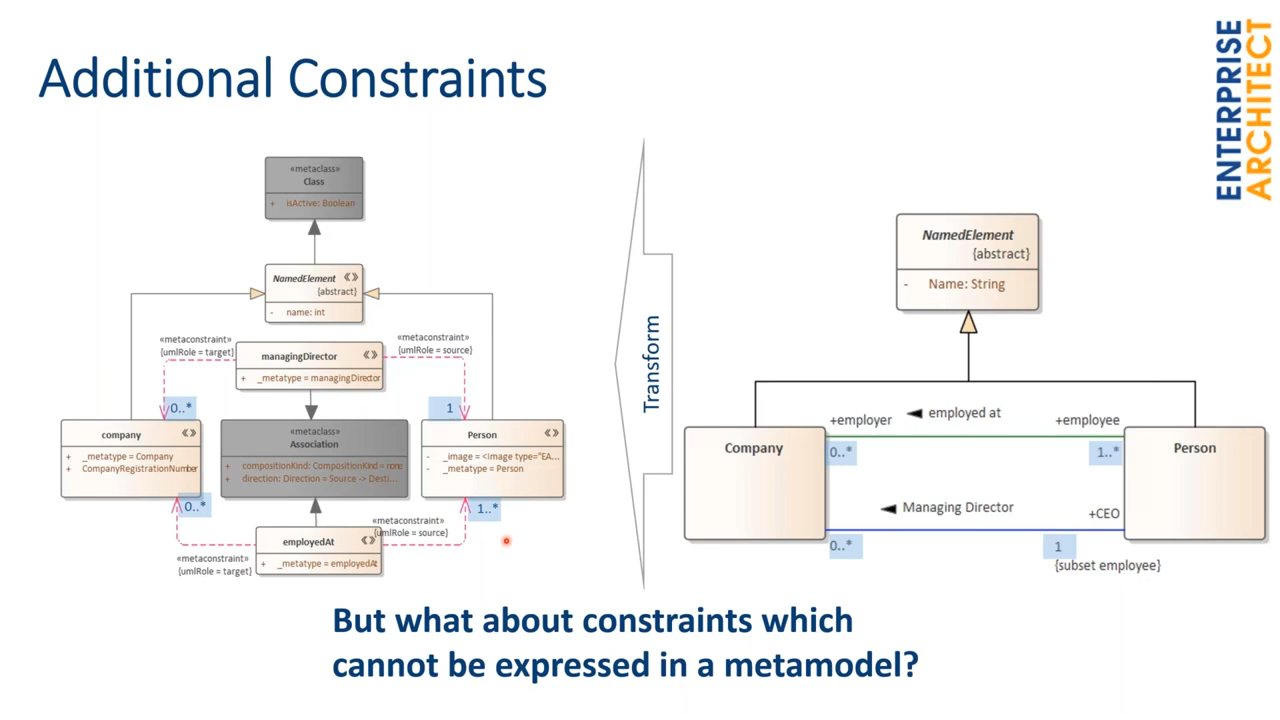 Additional Constraints
ENTERPRISE
ARCHITECT
«metaclass»
Class
+ isActive: Boolean
NamedElement
{abstract}
- name: int
«metaconstraint»
{umlRole = target}
managingDirector
+ _metatype = managingDirector
«metaconstraint»
{umlRole = source}
0..*
1
company
+ _metatype = Company
+ CompanyRegistrationNumber
«metaclass»
Association
+ compositionKind: CompositionKind = none
+ direction: Direction = Source -> Desti...
Person
- _image = <Image type="EA...
- _metatype = Person
0..*
1..*
«metaconstraint»
{umlRole = source}
employedAt
+ _metatype = employedAt
«metaconstraint»
{umlRole = target}
Transform
NamedElement
{abstract}
- Name: String
+employer
employed at
+employee
Company
0..*
1..*
Person
Managing Director
+CEO
0..*
1
{subset employee}
But what about constraints which
cannot be expressed in a metamodel?